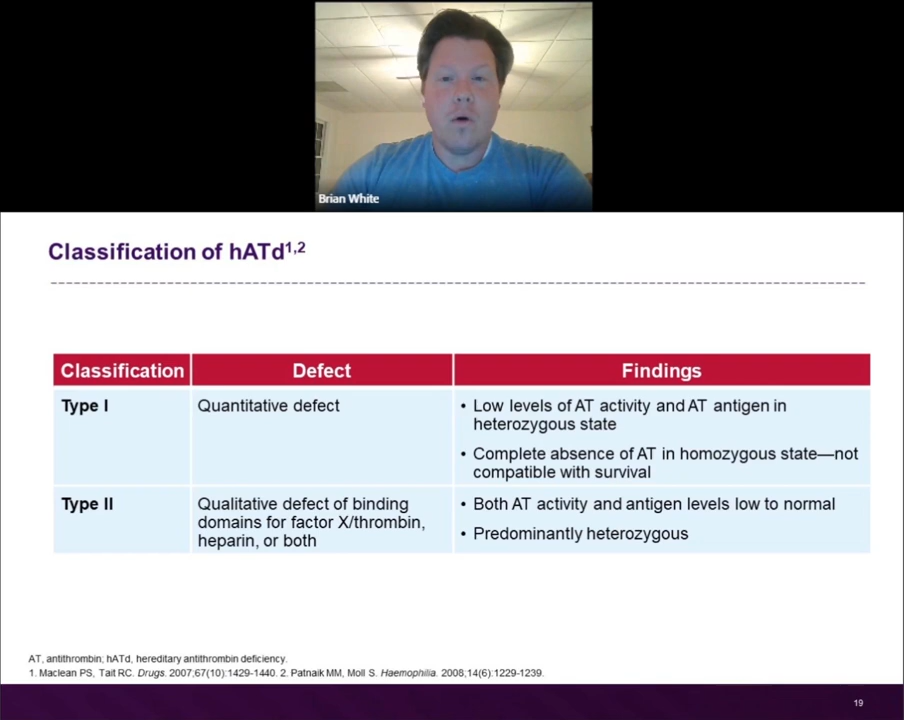 Brian White
Classification of hATd1,2
Classification
Defect
Findings
Type I
Quantitative defect
• Low levels of AT activity and AT antigen in
heterozygous state
• Complete absence of AT in homozygous state—not
compatible with survival
Type II
Qualitative defect of binding
domains for factor X/thrombin,
heparin, or both
• Both AT activity and antigen levels low to normal
• Predominantly heterozygous
AT, antithrombin; hATd, hereditary antithrombin deficiency.
1. Maclean PS, Tait RC. Drugs. 2007;67(10):1429-1440. 2. Patnaik MM, Moll S. Haemophilia. 2008;14(6):1229-1239.
19